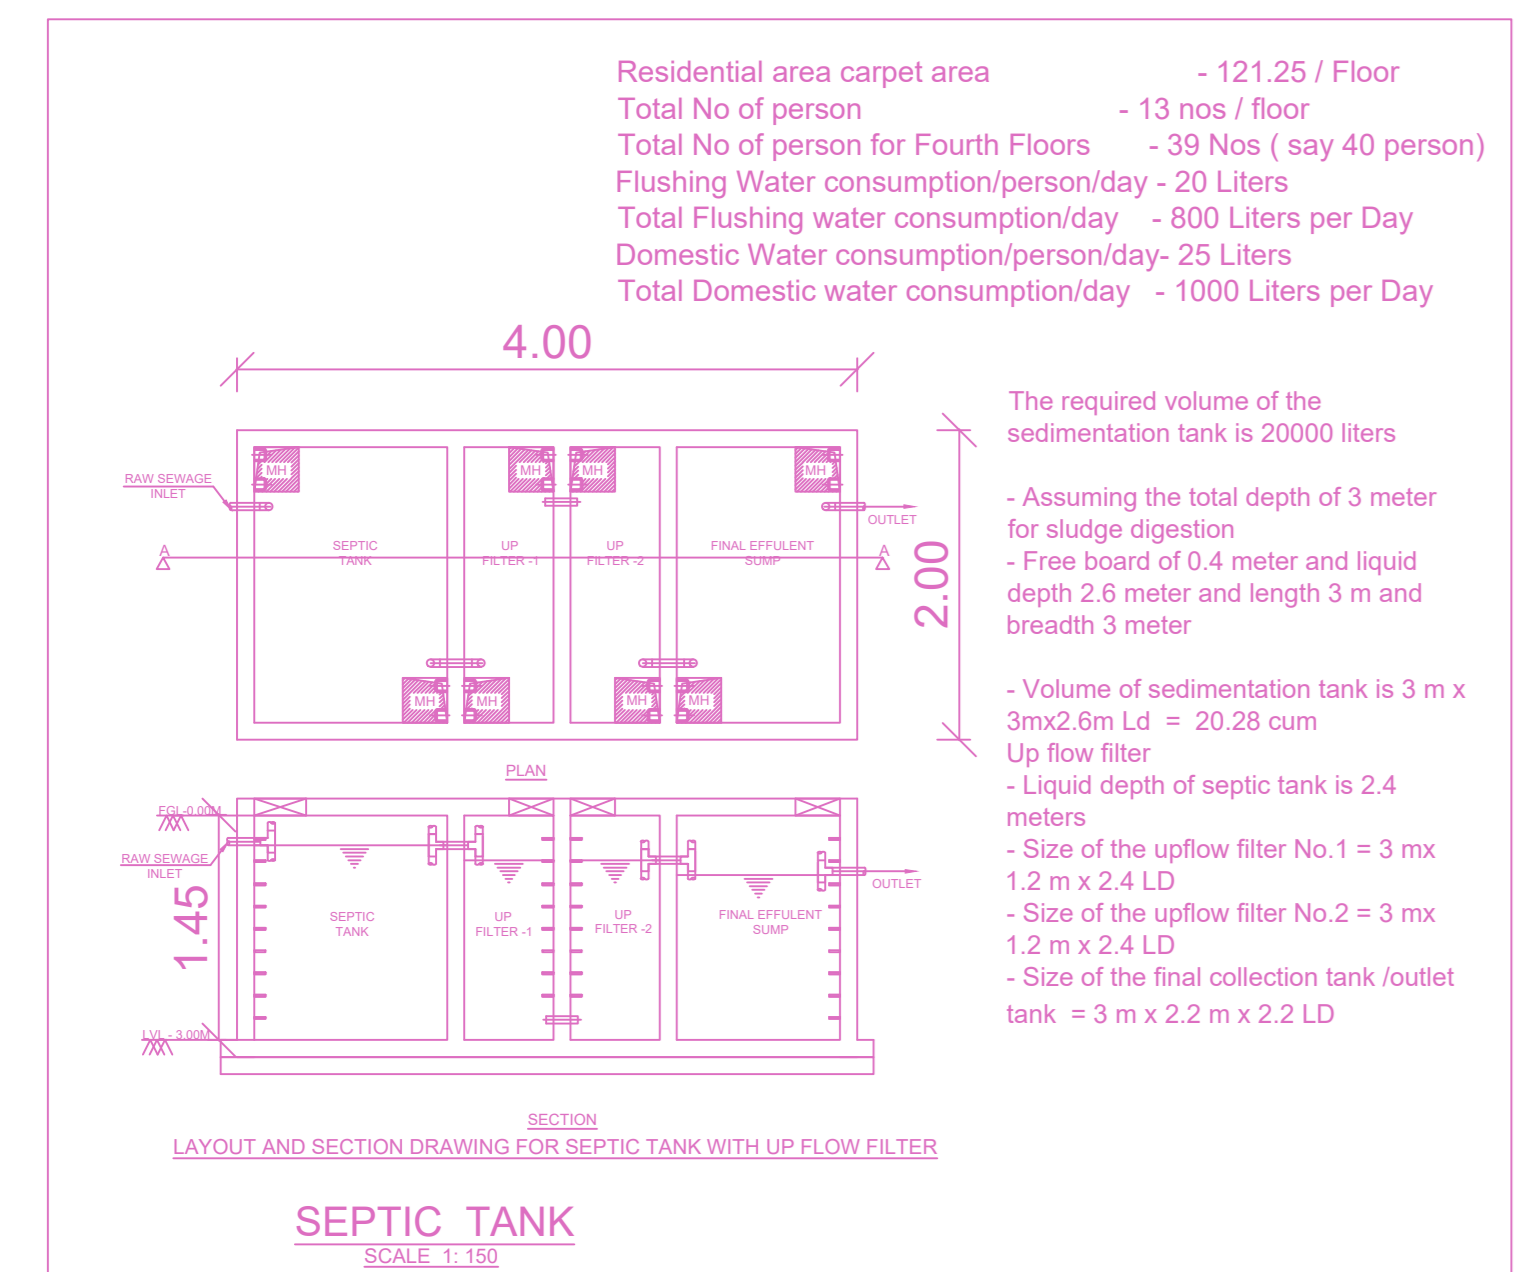 Residential area carpet area - 121.25 / Floor
Total No of person - 13 nos / floor
Total No of person for Fourth Floors - 39 Nos ( say 40 person)
Flushing Water consumption/person/day - 20 Liters
Total Flushing water consumption/day - 800 Liters per Day
Domestic Water consumption/person/day- 25 Liters
Total Domestic water consumption/day - 1000 Liters per Day
4.00
2.00
RAW SEWAGE
INLET
MH
MH
MH
MH
OUTLET
A
A
SEPTIC
TANK
UP
FILTER -1
UP
FILTER -2
FINAL EFFULENT
SUMP
MH
MH
MH
MH
PLAN
The required volume of the
sedimentation tank is 20000 liters
- Assuming the total depth of 3 meter
for sludge digestion
- Free board of 0.4 meter and liquid
depth 2.6 meter and length 3 m and
breadth 3 meter
- Volume of sedimentation tank is 3 m x
3mx2.6m Ld = 20.28 cum
Up flow filter
- Liquid depth of septic tank is 2.4
meters
- Size of the upflow filter No.1 = 3 mx
1.2 m x 2.4 LD
- Size of the upflow filter No.2 = 3 mx
1.2 m x 2.4 LD
- Size of the final collection tank /outlet
tank = 3 m x 2.2 m x 2.2 LD
FGL-0.00M
RAW SEWAGE
INLET
1.45
LVL - 3.00M
SEPTIC
TANK
UP
FILTER -1
UP
FILTER -2
FINAL EFFULENT
SUMP
OUTLET
SECTION
LAYOUT AND SECTION DRAWING FOR SEPTIC TANK WITH UP FLOW FILTER
SEPTIC TANK
SCALE 1: 150